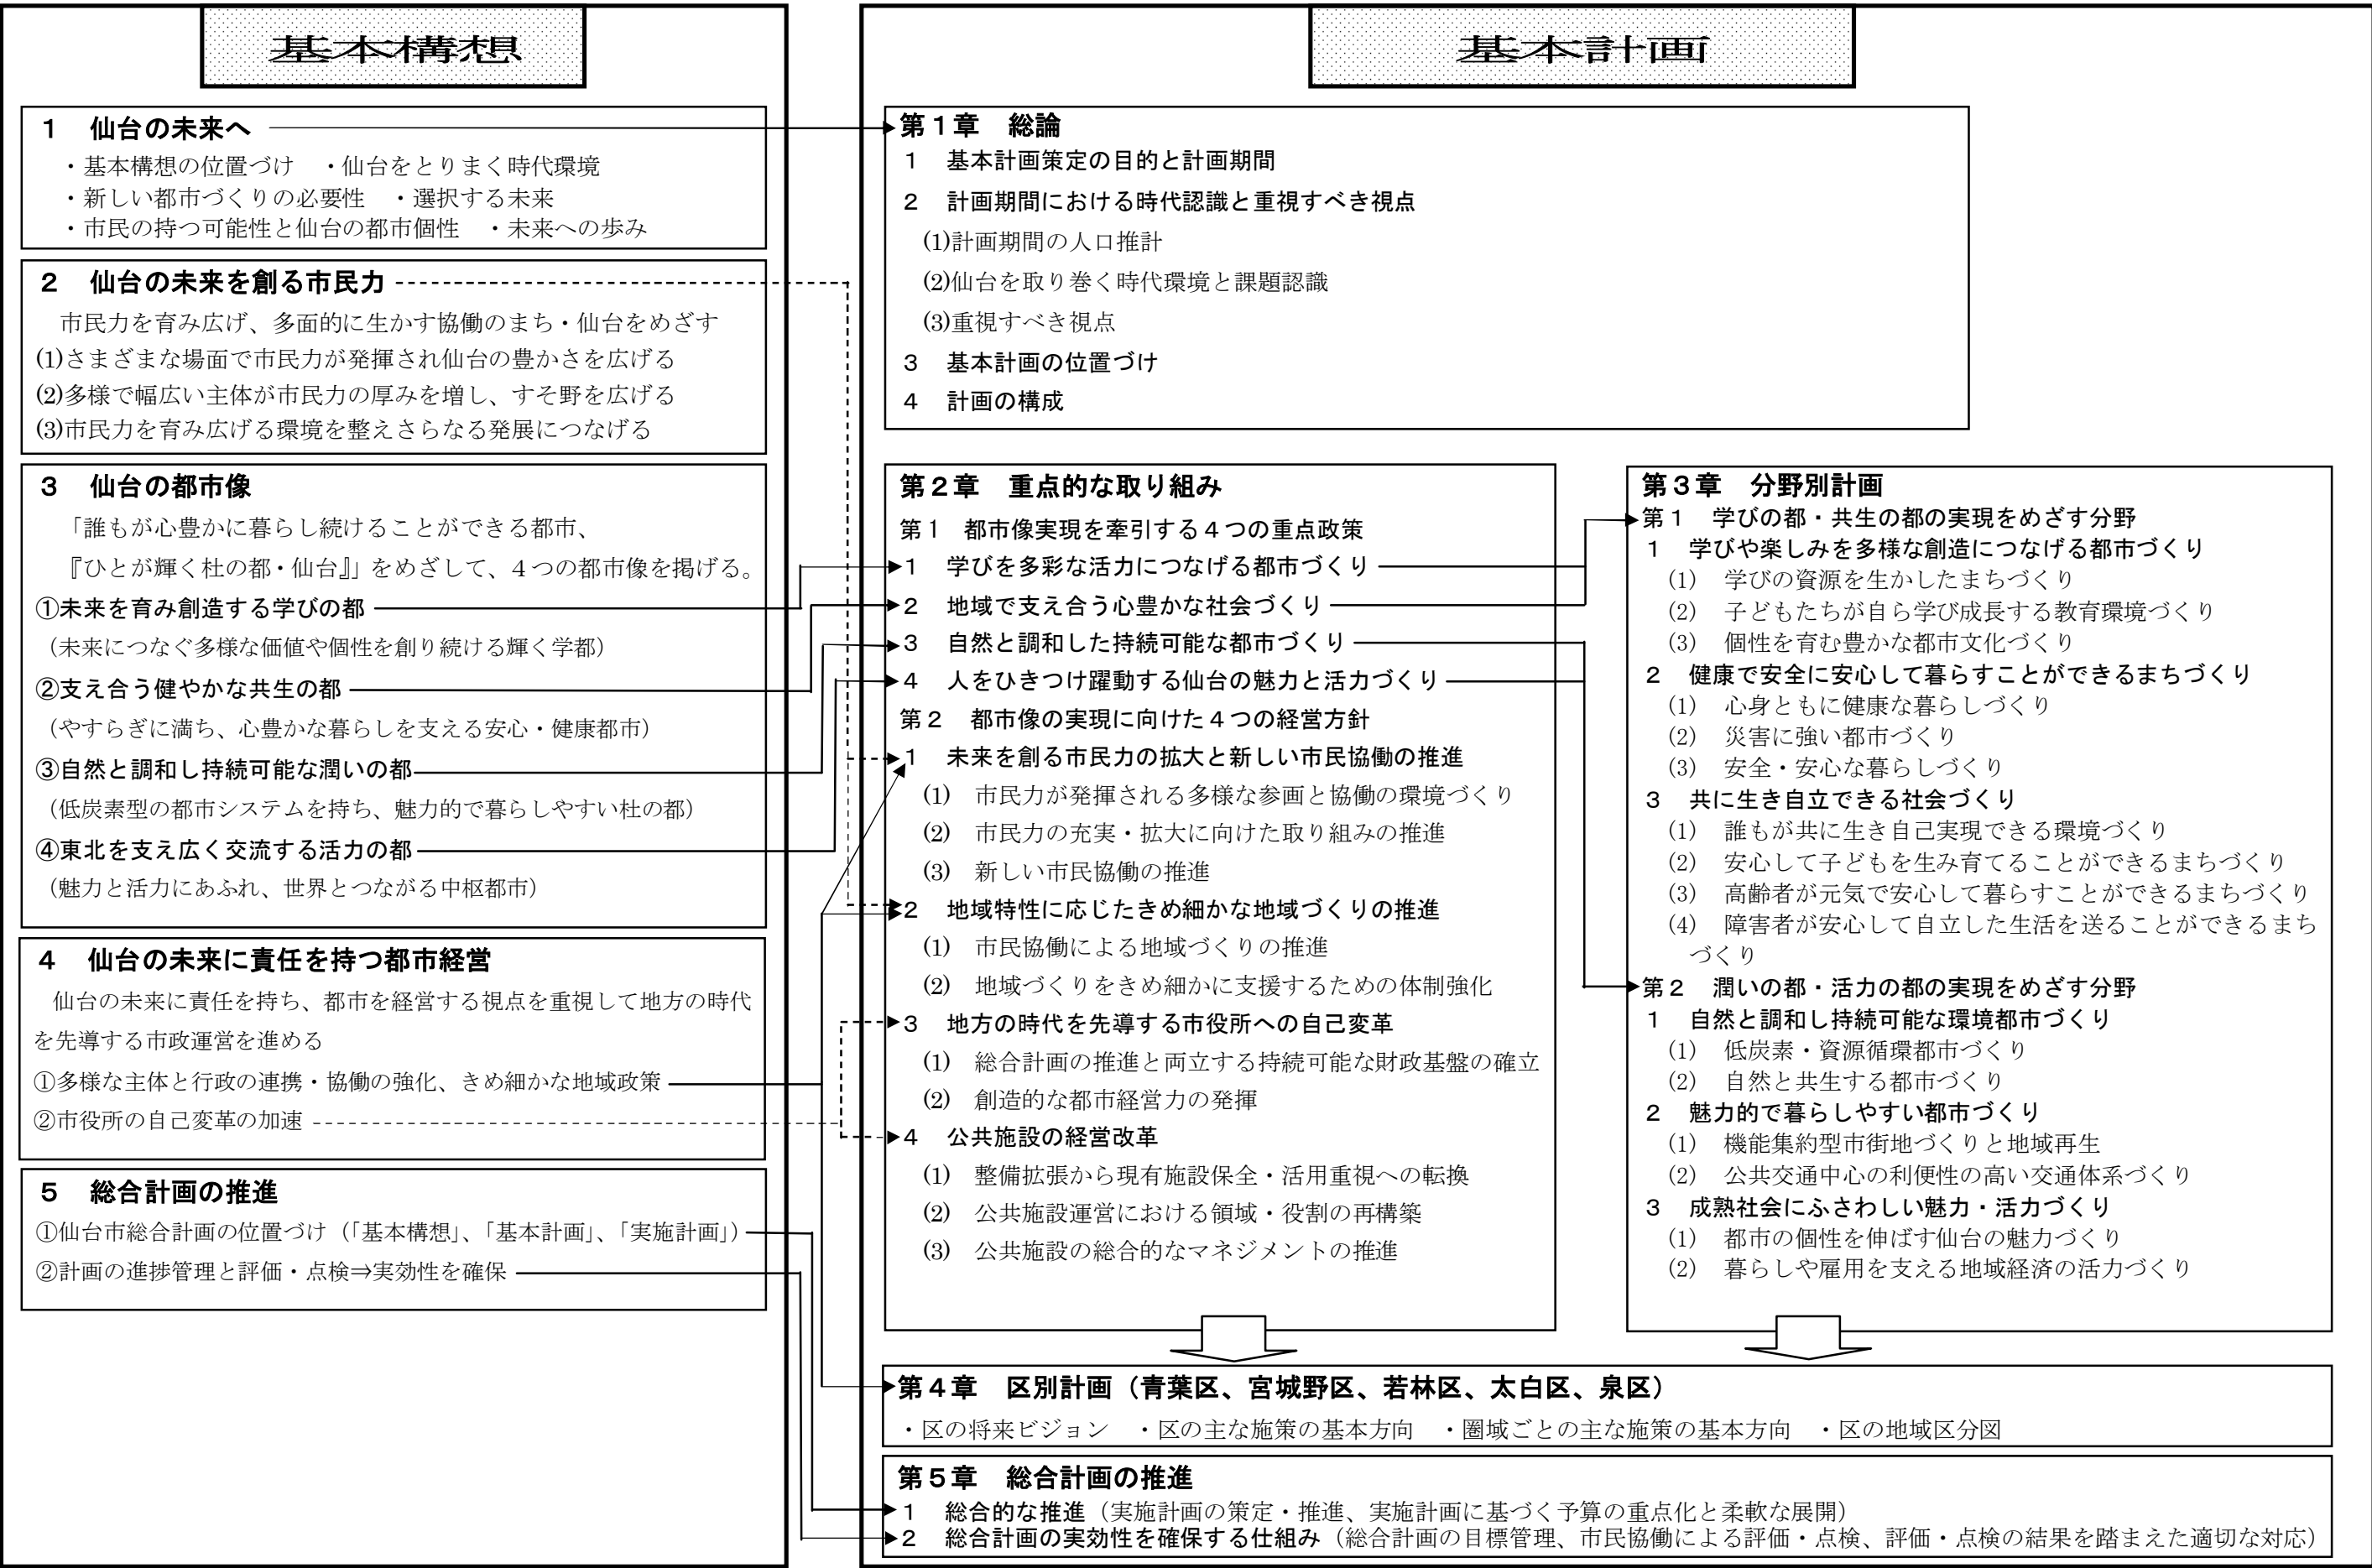 基本構想
1 仙台の未来へ
・基本構想の位置づけ ・仙台をとりまく時代環境
・新しい都市づくりの必要性 ・選択する未来
・市民の持つ可能性と仙台の都市個性 ・未来への歩み
2 仙台の未来を創る市民力
市民力を育み広げ、多面的に生かす協働のまち・仙台をめざす
(1)さまざまな場面で市民力が発揮され仙台の豊かさを広げる
(2)多様で幅広い主体が市民力の厚みを増し、すそ野を広げる
(3)市民力を育み広げる環境を整えさらなる発展につなげる
3 仙台の都市像
「誰もが心豊かに暮らし続けることができる都市、
『ひとが輝く杜の都・仙台』」をめざして、4つの都市像を掲げる。
①未来を育み創造する学びの都
(未来につなぐ多様な価値や個性を創り続ける輝く学都)
②支え合う健やかな共生の都
(やすらぎに満ち、心豊かな暮らしを支える安心・健康都市)
③自然と調和し持続可能な潤いの都
(低炭素型の都市システムを持ち、魅力的で暮らしやすい杜の都)
④東北を支え広く交流する活力の都
(魅力と活力にあふれ、世界とつながる中枢都市)
4 仙台の未来に責任を持つ都市経営
仙台の未来に責任を持ち、都市を経営する視点を重視して地方の時代
を先導する市政運営を進める
①多様な主体と行政の連携・協働の強化、きめ細かな地域政策
②市役所の自己変革の加速
5 総合計画の推進
①仙台市総合計画の位置づけ(「基本構想」、「基本計画」、「実施計画」)
②計画の進捗管理と評価・点検⇒実効性を確保
基本計画
第1章 総論
1 基本計画策定の目的と計画期間
2 計画期間における時代認識と重視すべき視点
(1)計画期間の人口推計
(2)仙台を取り巻く時代環境と課題認識
(3)重視すべき視点
3 基本計画の位置づけ
4 計画の構成
第2章 重点的な取り組み
第1 都市像実現を牽引する4つの重点政策
1 学びを多彩な活力につなげる都市づくり
2 地域で支え合う心豊かな社会づくり
3 自然と調和した持続可能な都市づくり
4 人をひきつけ躍動する仙台の魅力と活力づくり
第2 都市像の実現に向けた4つの経営方針
1 未来を創る市民力の拡大と新しい市民協働の推進
(1) 市民力が発揮される多様な参画と協働の環境づくり
(2) 市民力の充実・拡大に向けた取り組みの推進
(3) 新しい市民協働の推進
2 地域特性に応じたきめ細かな地域づくりの推進
(1) 市民協働による地域づくりの推進
(2) 地域づくりをきめ細かに支援するための体制強化
3 地方の時代を先導する市役所への自己変革
(1) 総合計画の推進と両立する持続可能な財政基盤の確立
(2) 創造的な都市経営力の発揮
4 公共施設の経営改革
(1) 整備拡張から現有施設保全・活用重視への転換
(2) 公共施設運営における領域・役割の再構築
(3) 公共施設の総合的なマネジメントの推進
第3章 分野別計画
第1 学びの都・共生の都の実現をめざす分野
1 学びや楽しみを多様な創造につなげる都市づくり
(1) 学びの資源を生かしたまちづくり
(2) 子どもたちが自ら学び成長する教育環境づくり
(3) 個性を育む豊かな都市文化づくり
2 健康で安全に安心して暮らすことができるまちづくり
(1) 心身ともに健康な暮らしづくり
(2) 災害に強い都市づくり
(3) 安全・安心な暮らしづくり
3 共に生き自立できる社会づくり
(1) 誰もが共に生き自己実現できる環境づくり
(2) 安心して子どもを生み育てることができるまちづくり
(3) 高齢者が元気で安心して暮らすことができるまちづくり
(4) 障害者が安心して自立した生活を送ることができるまち
づくり
第2 潤いの都・活力の都の実現をめざす分野
1 自然と調和し持続可能な環境都市づくり
(1) 低炭素・資源循環都市づくり
(2) 自然と共生する都市づくり
2 魅力的で暮らしやすい都市づくり
(1) 機能集約型市街地づくりと地域再生
(2) 公共交通中心の利便性の高い交通体系づくり
3 成熟社会にふさわしい魅力・活力づくり
(1) 都市の個性を伸ばす仙台の魅力づくり
(2) 暮らしや雇用を支える地域経済の活力づくり
第4章 区別計画(青葉区、宮城野区、若林区、太白区、泉区)
・区の将来ビジョン ・区の主な施策の基本方向 ・圏域ごとの主な施策の基本方向 ・区の地域区分図
第5章 総合計画の推進
1 総合的な推進(実施計画の策定・推進、実施計画に基づく予算の重点化と柔軟な展開)
2 総合計画の実効性を確保する仕組み(総合計画の目標管理、市民協働による評価・点検、評価・点検の結果を踏まえた適切な対応)